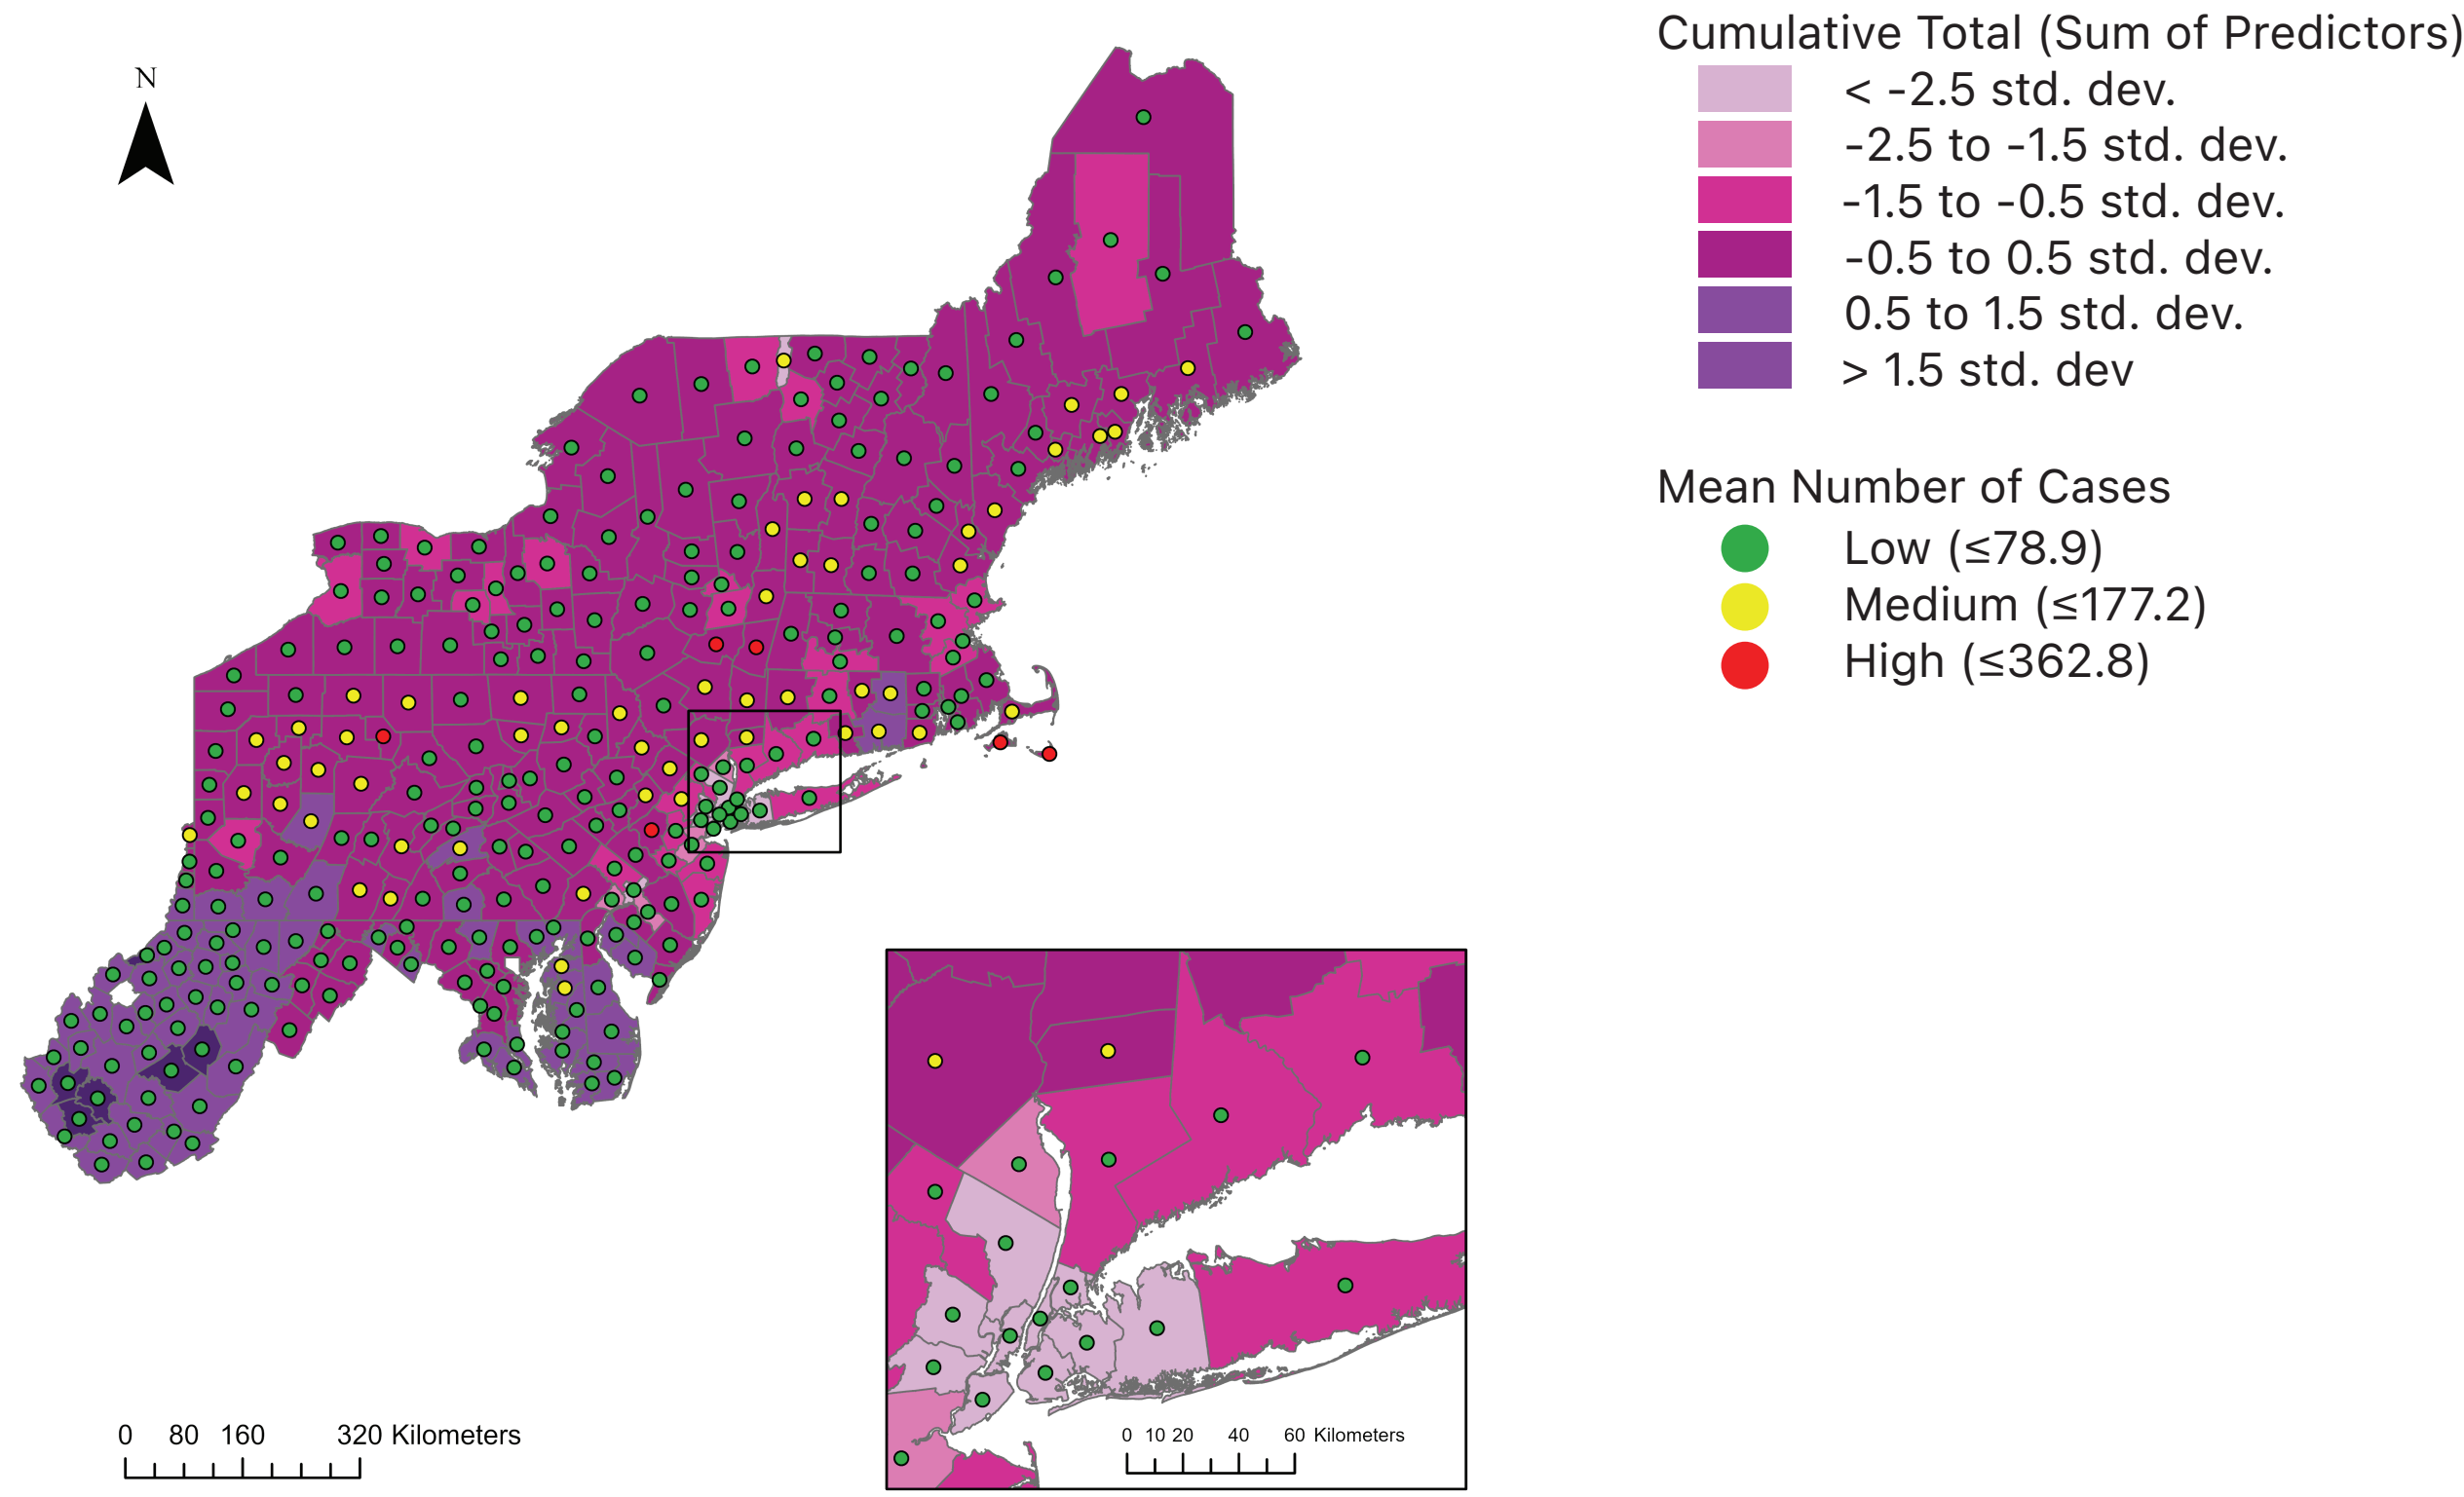 N
Cumulative Total (Sum of Predictors)
< -2.5 std. dev.
-2.5 to -1.5 std. dev.
-1.5 to -0.5 std. dev.
-0.5 to 0.5 std. dev.
0.5 to 1.5 std. dev.
> 1.5 std. dev
Mean Number of Cases
Low (≤78.9)
Medium (≤177.2)
High (≤362.8)
0 80 160 320 Kilometers
0 10 20 40 60 Kilometers